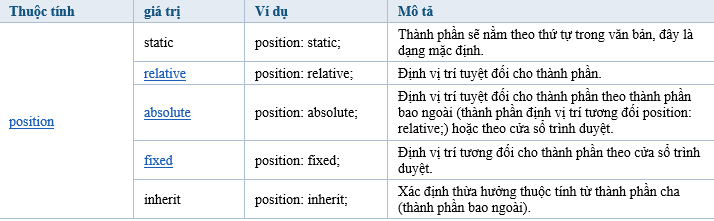 Thuộc tính giá trị Ví dụ Mô tả
static position: static; Thành phần sẽ nằm theo thứ tự trong văn bản, đây là
dạng mặc định.
relative position: relative; Định vị trí tuyệt đối cho thành phần.
position absolute position: absolute; Định vị trí tuyệt đối cho thành phần theo thành phần
bao ngoài (thành phần định vị trí tương đối position:
relative;) hoặc theo cửa sổ trình duyệt.
fixed position: fixed; Định vị trí tương đối cho thành phần theo cửa sổ trình
duyệt.
inherit position: inherit; Xác định thừa hưởng thuộc tính từ thành phần cha
(thành phần bao ngoài).